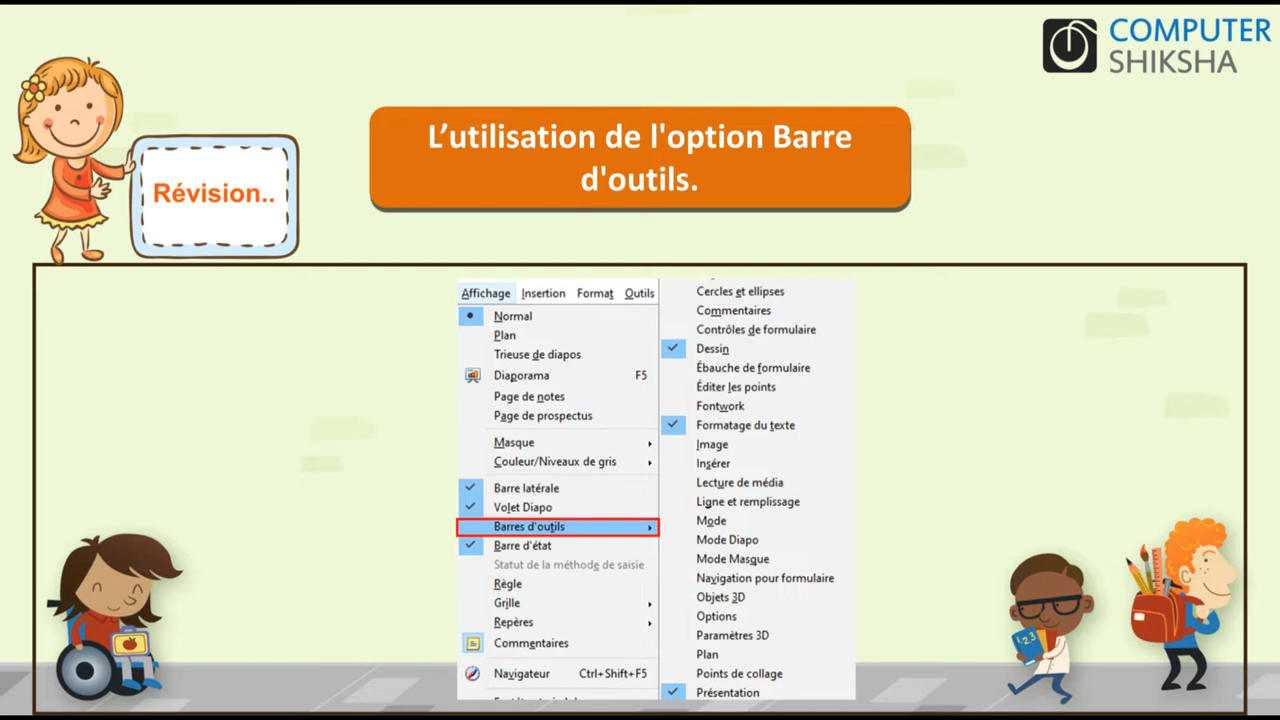 COMPUTER
SHIKSHA
L’utilisation de l'option Barre
d'outils.
Révision..
Affichage Insertion Format Outils
Normal
Plan
Trieuse de diapos
Diaporama F5
Page de notes
Page de prospectus
Masque
Couleur/Niveaux de gris
Barre latérale
Volet Diapo
Barres d'outils
Barre d'état
Statut de la méthode de saisie
Règle
Grille
Repères
Commentaires
Navigateur Ctrl+Shift+F5
Cercles et ellipses
Commentaires
Contrôles de formulaire
Dessin
Ébauche de formulaire
Éditer les points
Fontwork
Formatage du texte
Image
Insérer
Lecture de média
Ligne et remplissage
Mode
Mode Diapo
Mode Masque
Navigation pour formulaire
Objets 3D
Options
Paramètres 3D
Plan
Points de collage
Présentation
1 2 3